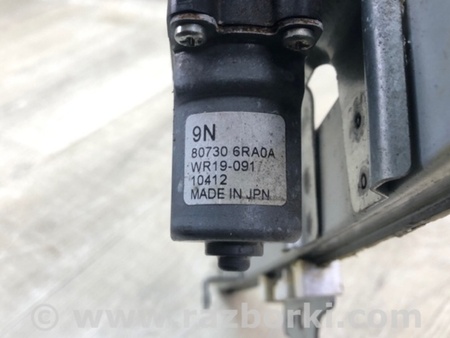 9N
80730 6RA0A
WR19-091
10412
MADE IN JPN
www.razborki.com